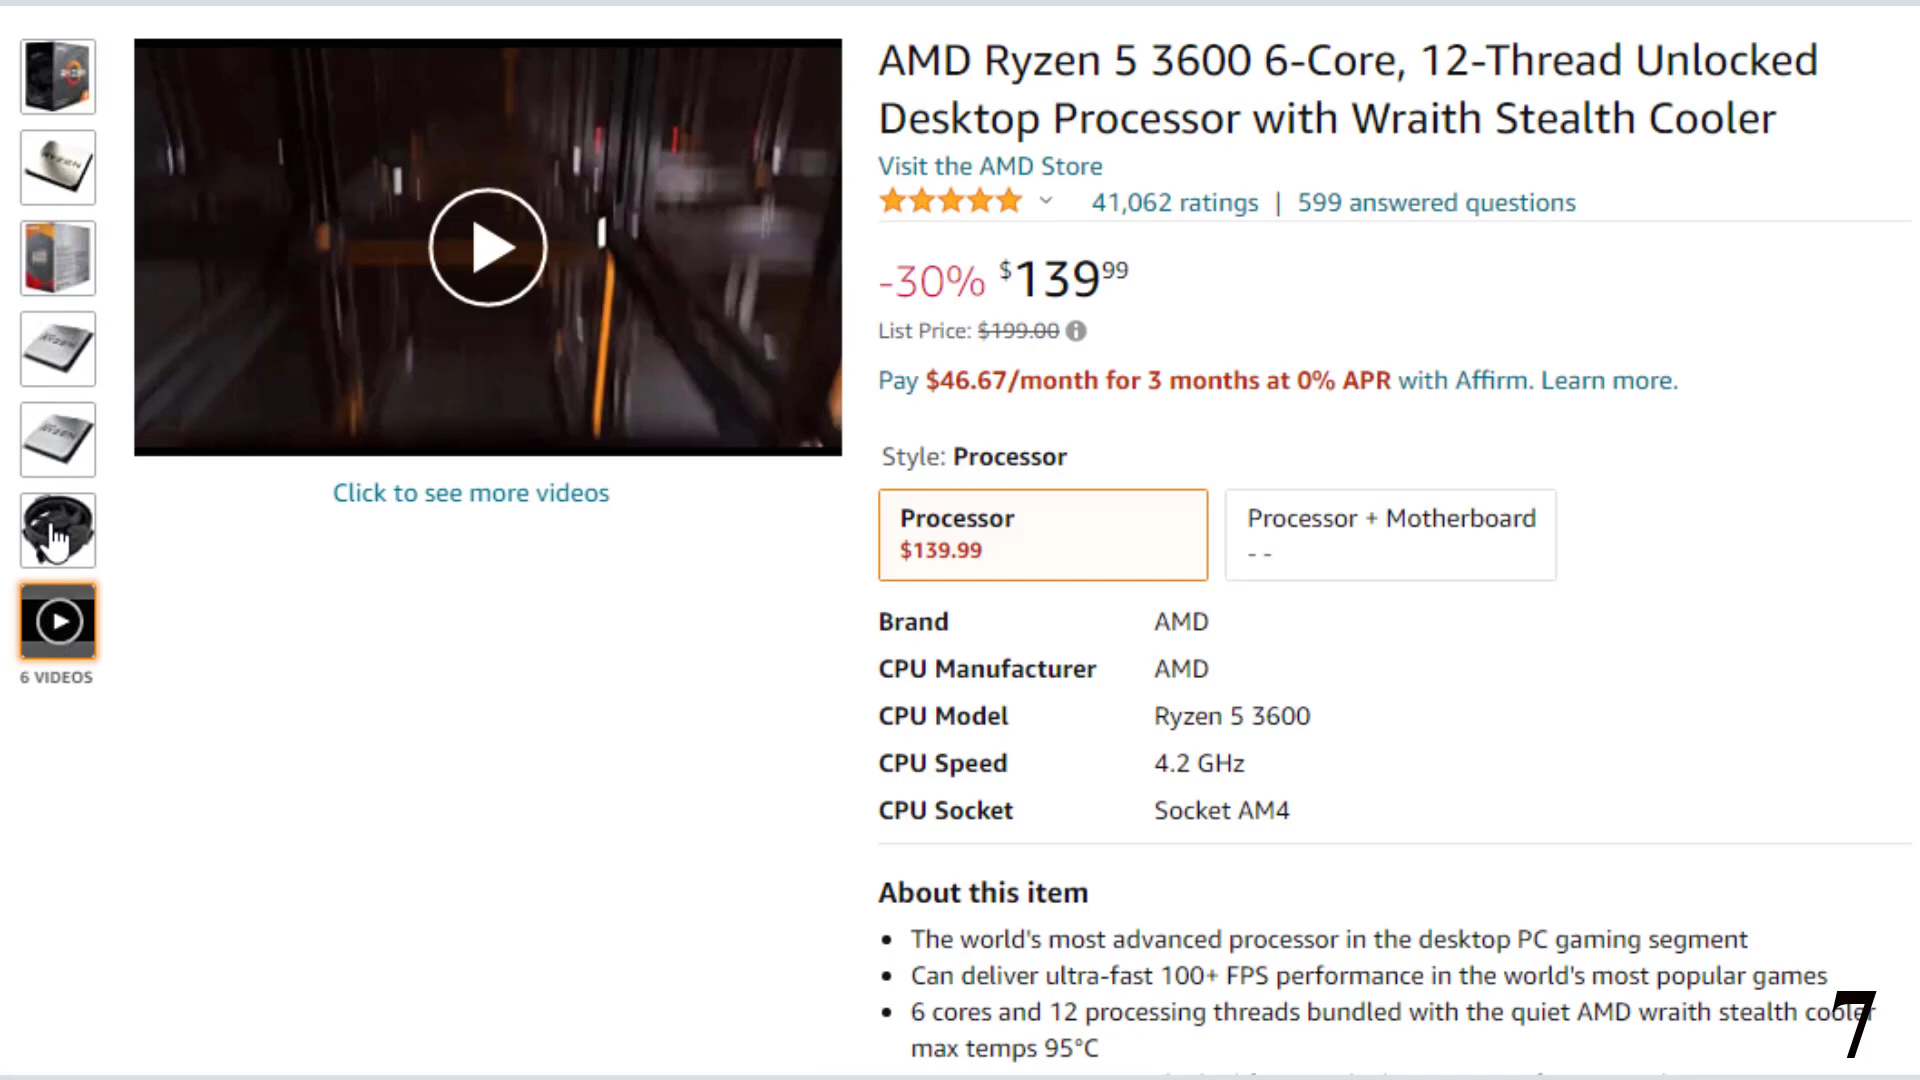 AMD Ryzen 5 3600 6-Core, 12-Thread Unlocked
Desktop Processor with Wraith Stealth Cooler
Visit the AMD Store
41,062 ratings | 599 answered questions
-30% $139.99
List Price: $199.00
Pay $46.67/month for 3 months at 0% APR with Affirm. Learn more.
Click to see more videos
Style: Processor
Processor
$139.99
Processor + Motherboard
- -
6 VIDEOS
Brand AMD
CPU Manufacturer AMD
CPU Model Ryzen 5 3600
CPU Speed 4.2 GHz
CPU Socket Socket AM4
About this item
• The world's most advanced processor in the desktop PC gaming segment
• Can deliver ultra-fast 100+ FPS performance in the world's most popular games
• 6 cores and 12 processing threads bundled with the quiet AMD wraith stealth cooler
max temps 95°C
7